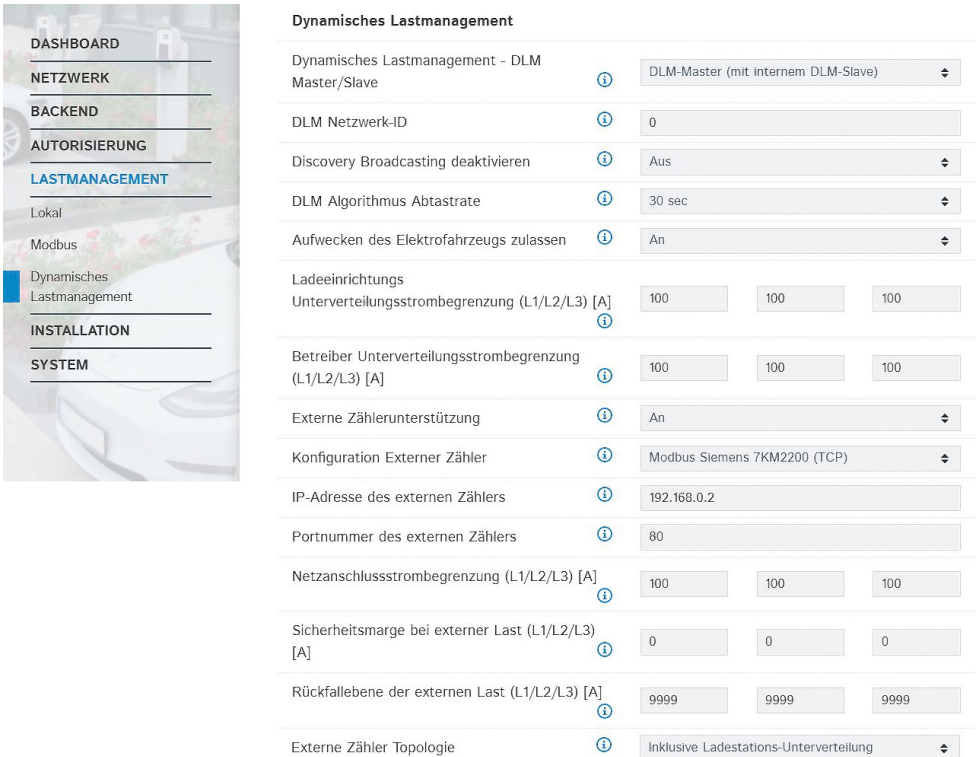 DASHBOARD
NETZWERK
BACKEND
AUTORISIERUNG
LASTMANAGEMENT
Lokal
Modbus
Dynamisches
Lastmanagement
INSTALLATION
SYSTEM
Dynamisches Lastmanagement
Dynamisches Lastmanagement - DLM
Master/Slave
DLM-Master (mit internem DLM-Slave)
DLM Netzwerk-ID
0
Discovery Broadcasting deaktivieren
Aus
DLM Algorithmus Abtastrate
30 sec
Aufwecken des Elektrofahrzeugs zulassen
An
Ladeeinrichtungs
Unterverteilungsstrombegrenzung (L1/L2/L3) [A]
100 100 100
Betreiber Unterverteilungsstrombegrenzung
(L1/L2/L3) [A]
100 100 100
Externe Zählerunterstützung
An
Konfiguration Externer Zähler
Modbus Siemens 7KM2200 (TCP)
IP-Adresse des externen Zählers
192.168.0.2
Portnummer des externen Zählers
80
Netzanschlussstrombegrenzung (L1/L2/L3) [A]
100 100 100
Sicherheitsmarge bei externer Last (L1/L2/L3)
[A]
0 0 0
Rückfallebene der externen Last (L1/L2/L3) [A]
9999 9999 9999
Externe Zähler Topologie
Inklusive Ladestations-Unterverteilung